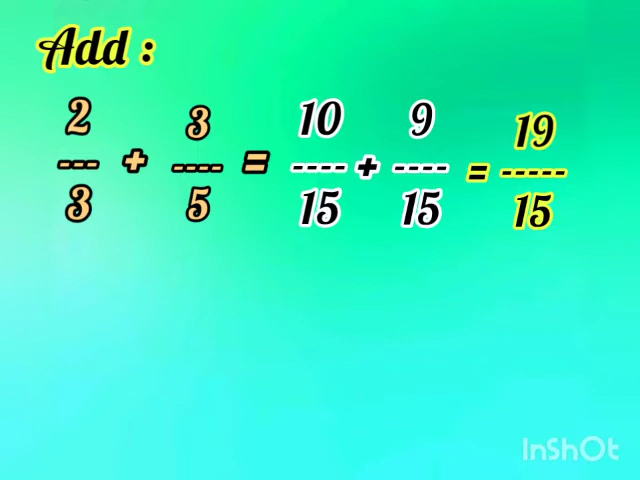 Add :
2/3 + 3/5 = 10/15 + 9/15 = 19/15
InShOt